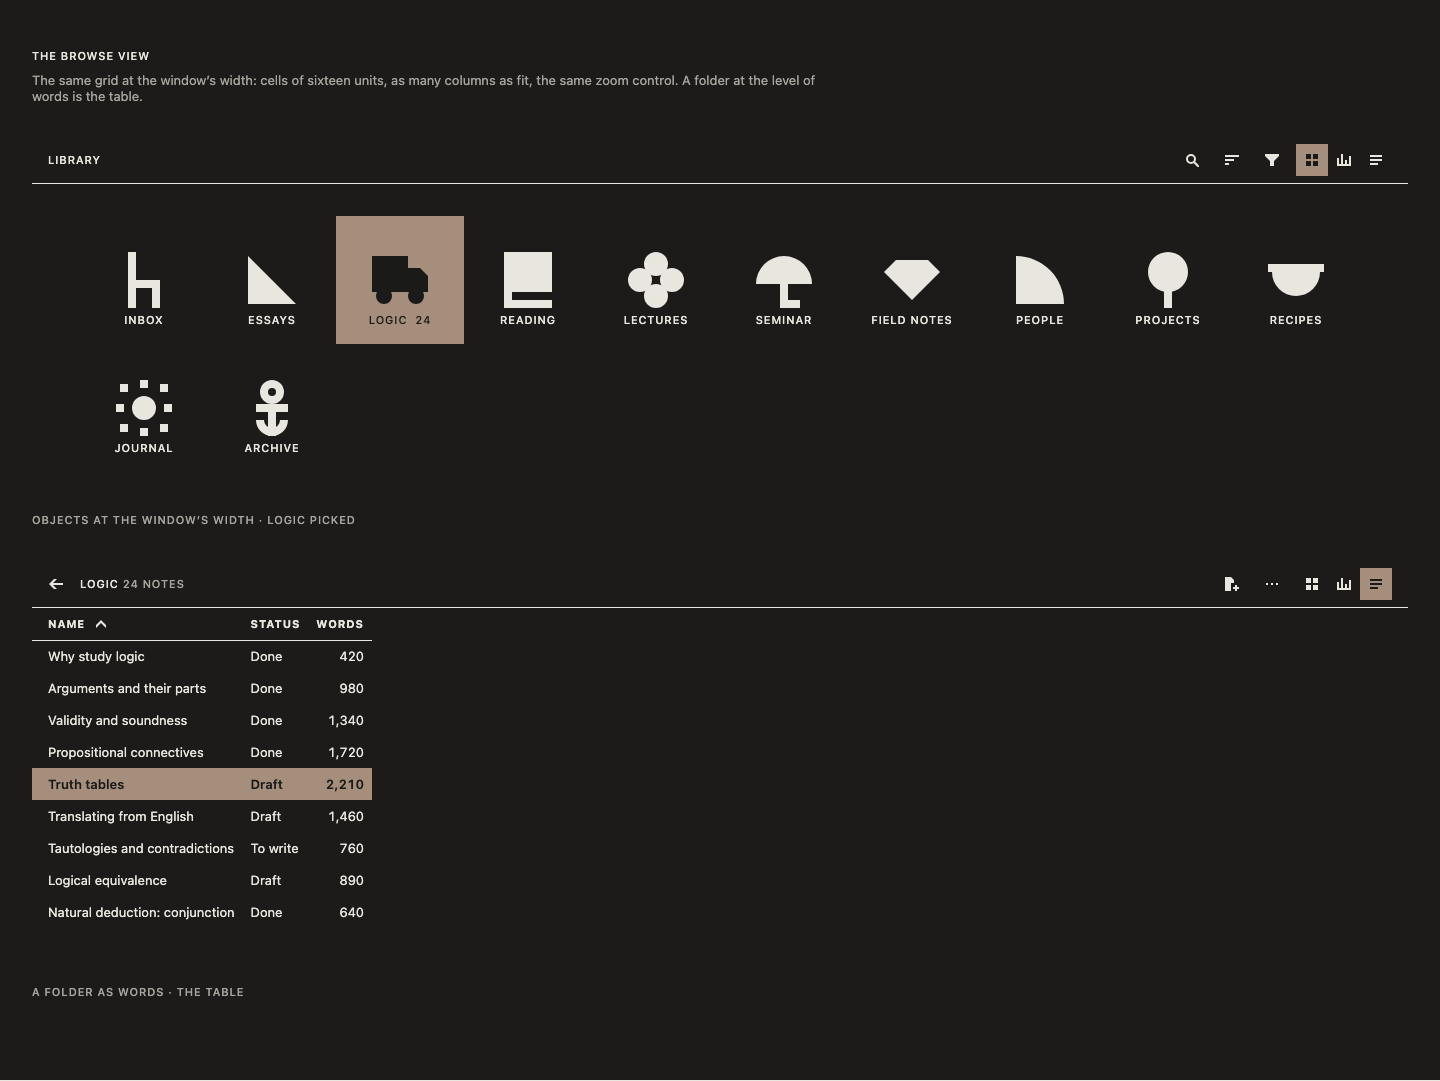 THE BROWSE VIEW
The same grid at the window’s width: cells of sixteen units, as many columns as fit, the same zoom control. A folder at the level of
words is the table.
LIBRARY
INBOX ESSAYS LOGIC 24 READING LECTURES SEMINAR FIELD NOTES PEOPLE PROJECTS RECIPES
JOURNAL ARCHIVE
OBJECTS AT THE WINDOW’S WIDTH · LOGIC PICKED
LOGIC 24 NOTES
NAME STATUS WORDS
Why study logic Done 420
Arguments and their parts Done 980
Validity and soundness Done 1,340
Propositional connectives Done 1,720
Truth tables Draft 2,210
Translating from English Draft 1,460
Tautologies and contradictions To write 760
Logical equivalence Draft 890
Natural deduction: conjunction Done 640
A FOLDER AS WORDS · THE TABLE